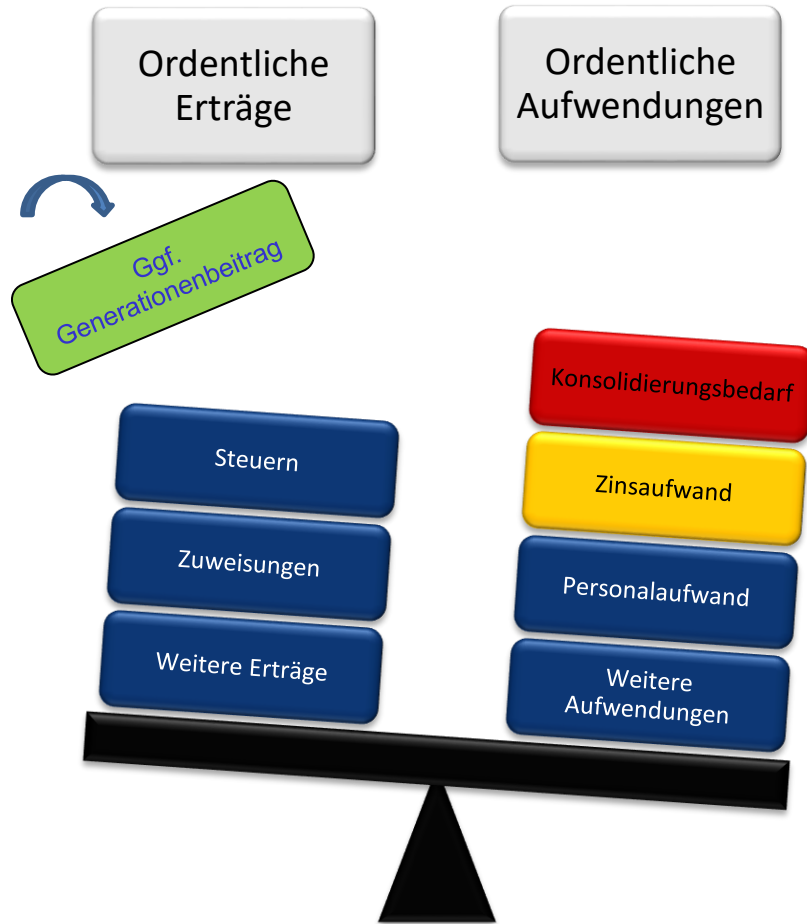 Ordentliche
Erträge
Ordentliche
Aufwendungen
Ggf.
Generationenbeitrag
Steuern
Zuweisungen
Weitere Erträge
Konsolidierungsbedarf
Zinsaufwand
Personalaufwand
Weitere
Aufwendungen